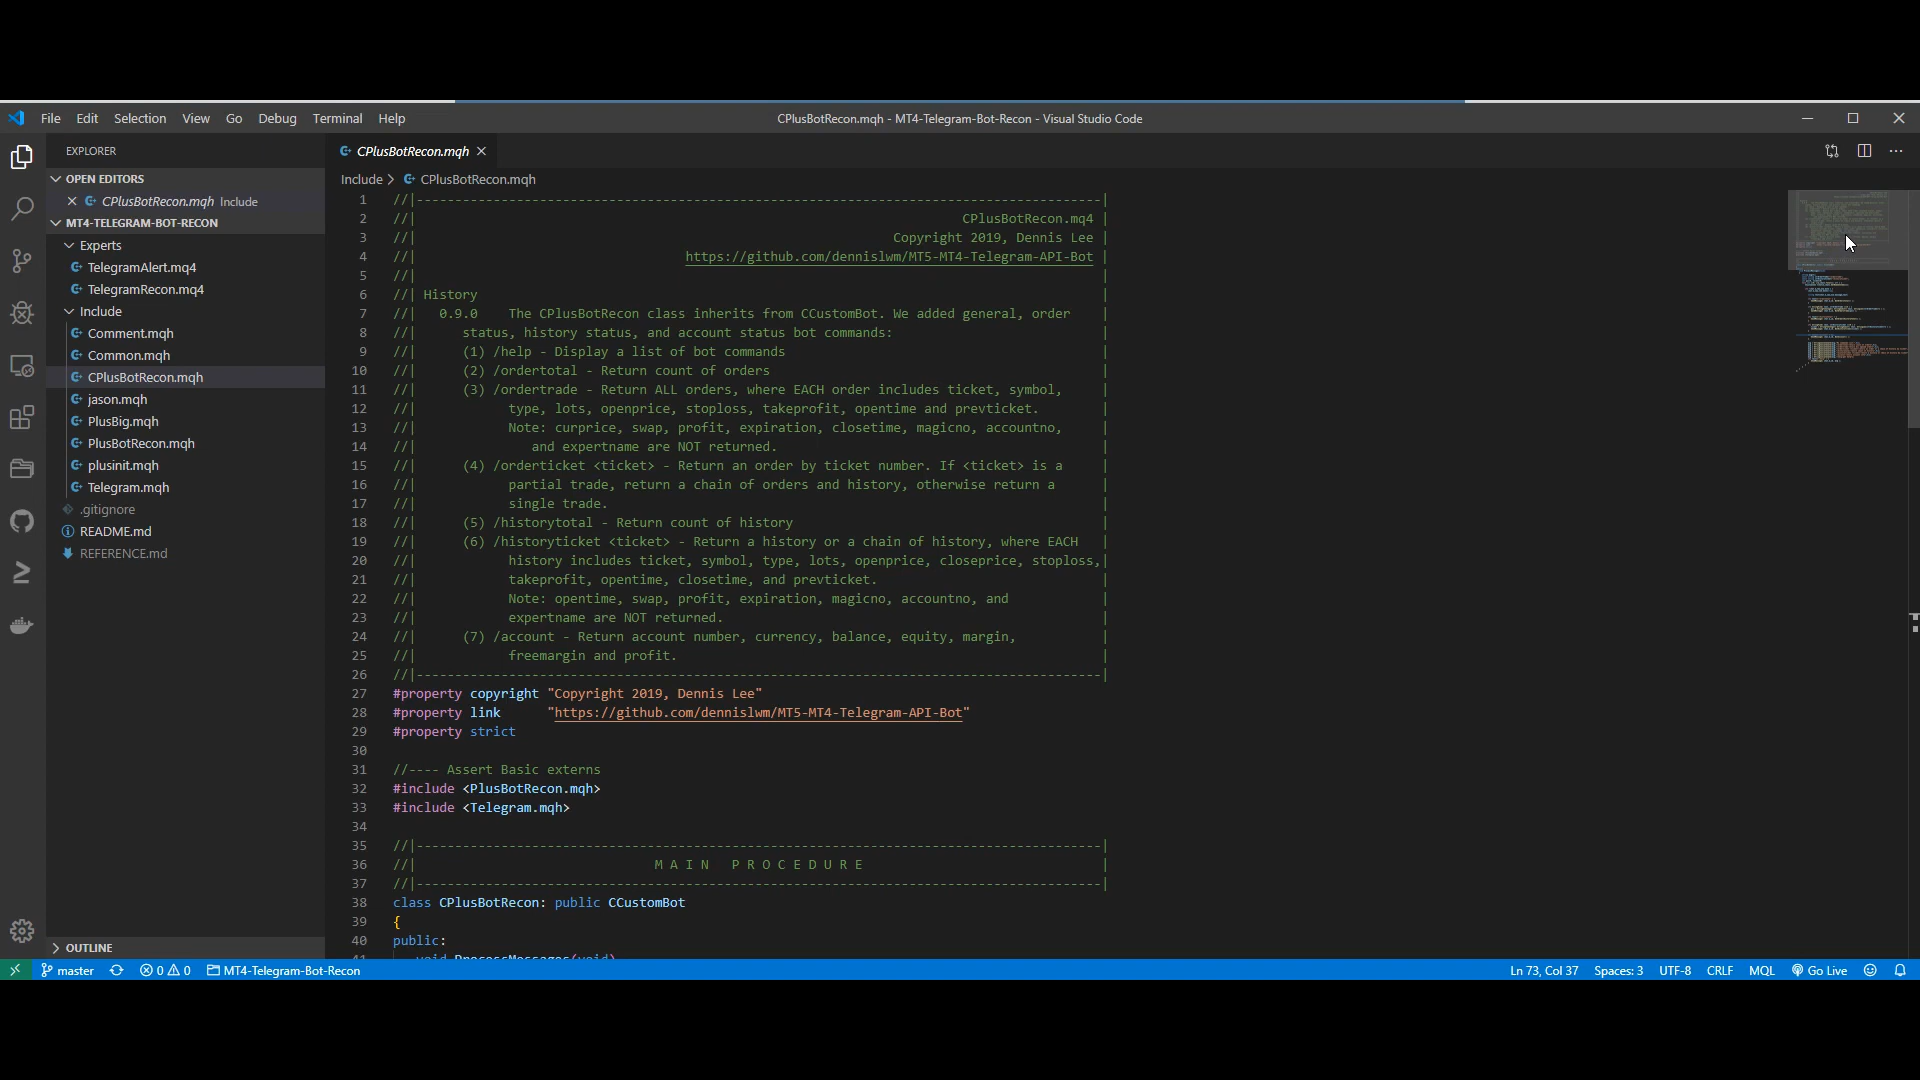 File Edit Selection View Go Debug Terminal Help
CPlusBotRecon.mqh - MT4-Telegram-Bot-Recon - Visual Studio Code
EXPLORER
OPEN EDITORS
CPlusBotRecon.mqh Include
MT4-TELEGRAM-BOT-RECON
Experts
TelegramAlert.mq4
TelegramRecon.mq4
Include
Comment.mqh
Common.mqh
CPlusBotRecon.mqh
jason.mqh
PlusBig.mqh
PlusBotRecon.mqh
plusinit.mqh
Telegram.mqh
.gitignore
README.md
REFERENCE.md
OUTLINE
CPlusBotRecon.mqh
Include > CPlusBotRecon.mqh
1 //|-----------------------------------------------------------------------------------------|
2 //| CPlusBotRecon.mq4 |
3 //| Copyright 2019, Dennis Lee |
4 //| https://github.com/dennislwm/MT5-MT4-Telegram-API-Bot |
5 //| |
6 //| History |
7 //| 0.9.0 The CPlusBotRecon class inherits from CCustomBot. We added general, order |
8 //| status, history status, and account status bot commands: |
9 //| (1) /help - Display a list of bot commands |
10 //| (2) /ordertotal - Return count of orders |
11 //| (3) /ordertrade - Return ALL orders, where EACH order includes ticket, symbol, |
12 //| type, lots, openprice, stoploss, takeprofit, opentime and prevticket. |
13 //| Note: curprice, swap, profit, expiration, closetime, magicno, accountno, |
14 //| and expertname are NOT returned. |
15 //| (4) /orderticket <ticket> - Return an order by ticket number. If <ticket> is a |
16 //| partial trade, return a chain of orders and history, otherwise return a |
17 //| single trade. |
18 //| (5) /historytotal - Return count of history |
19 //| (6) /historyticket <ticket> - Return a history or a chain of history, where EACH |
20 //| history includes ticket, symbol, type, lots, openprice, closeprice, stoploss,|
21 //| takeprofit, opentime, closetime, and prevticket. |
22 //| Note: opentime, swap, profit, expiration, magicno, accountno, and |
23 //| expertname are NOT returned. |
24 //| (7) /account - Return account number, currency, balance, equity, margin, |
25 //| freemargin and profit. |
26 //|-----------------------------------------------------------------------------------------|
27 #property copyright "Copyright 2019, Dennis Lee"
28 #property link "https://github.com/dennislwm/MT5-MT4-Telegram-API-Bot"
29 #property strict
30
31 //---- Assert Basic externs
32 #include <PlusBotRecon.mqh>
33 #include <Telegram.mqh>
34
35 //|-----------------------------------------------------------------------------------------|
36 //| M A I N P R O C E D U R E |
37 //|-----------------------------------------------------------------------------------------|
38 class CPlusBotRecon: public CCustomBot
39 {
40 public:
41 void ProcessMessages(void)
master 0 0 MT4-Telegram-Bot-Recon Ln 73, Col 37 Spaces: 3 UTF-8 CRLF MQL Go Live